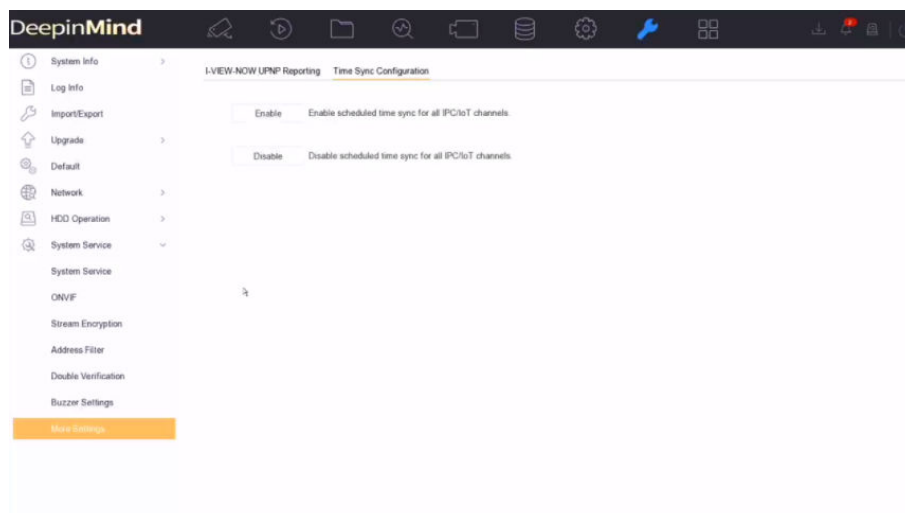 DeepinMind
System Info
Log Info
Import/Export
Upgrade
Default
Network
HDD Operation
System Service
System Service
ONVIF
Stream Encryption
Address Filter
Double Verification
Buzzer Settings
More Settings
I-VIEW-NOW UPNP Reporting Time Sync Configuration
Enable Enable scheduled time sync for all IPC/IoT channels.
Disable Disable scheduled time sync for all IPC/IoT channels.